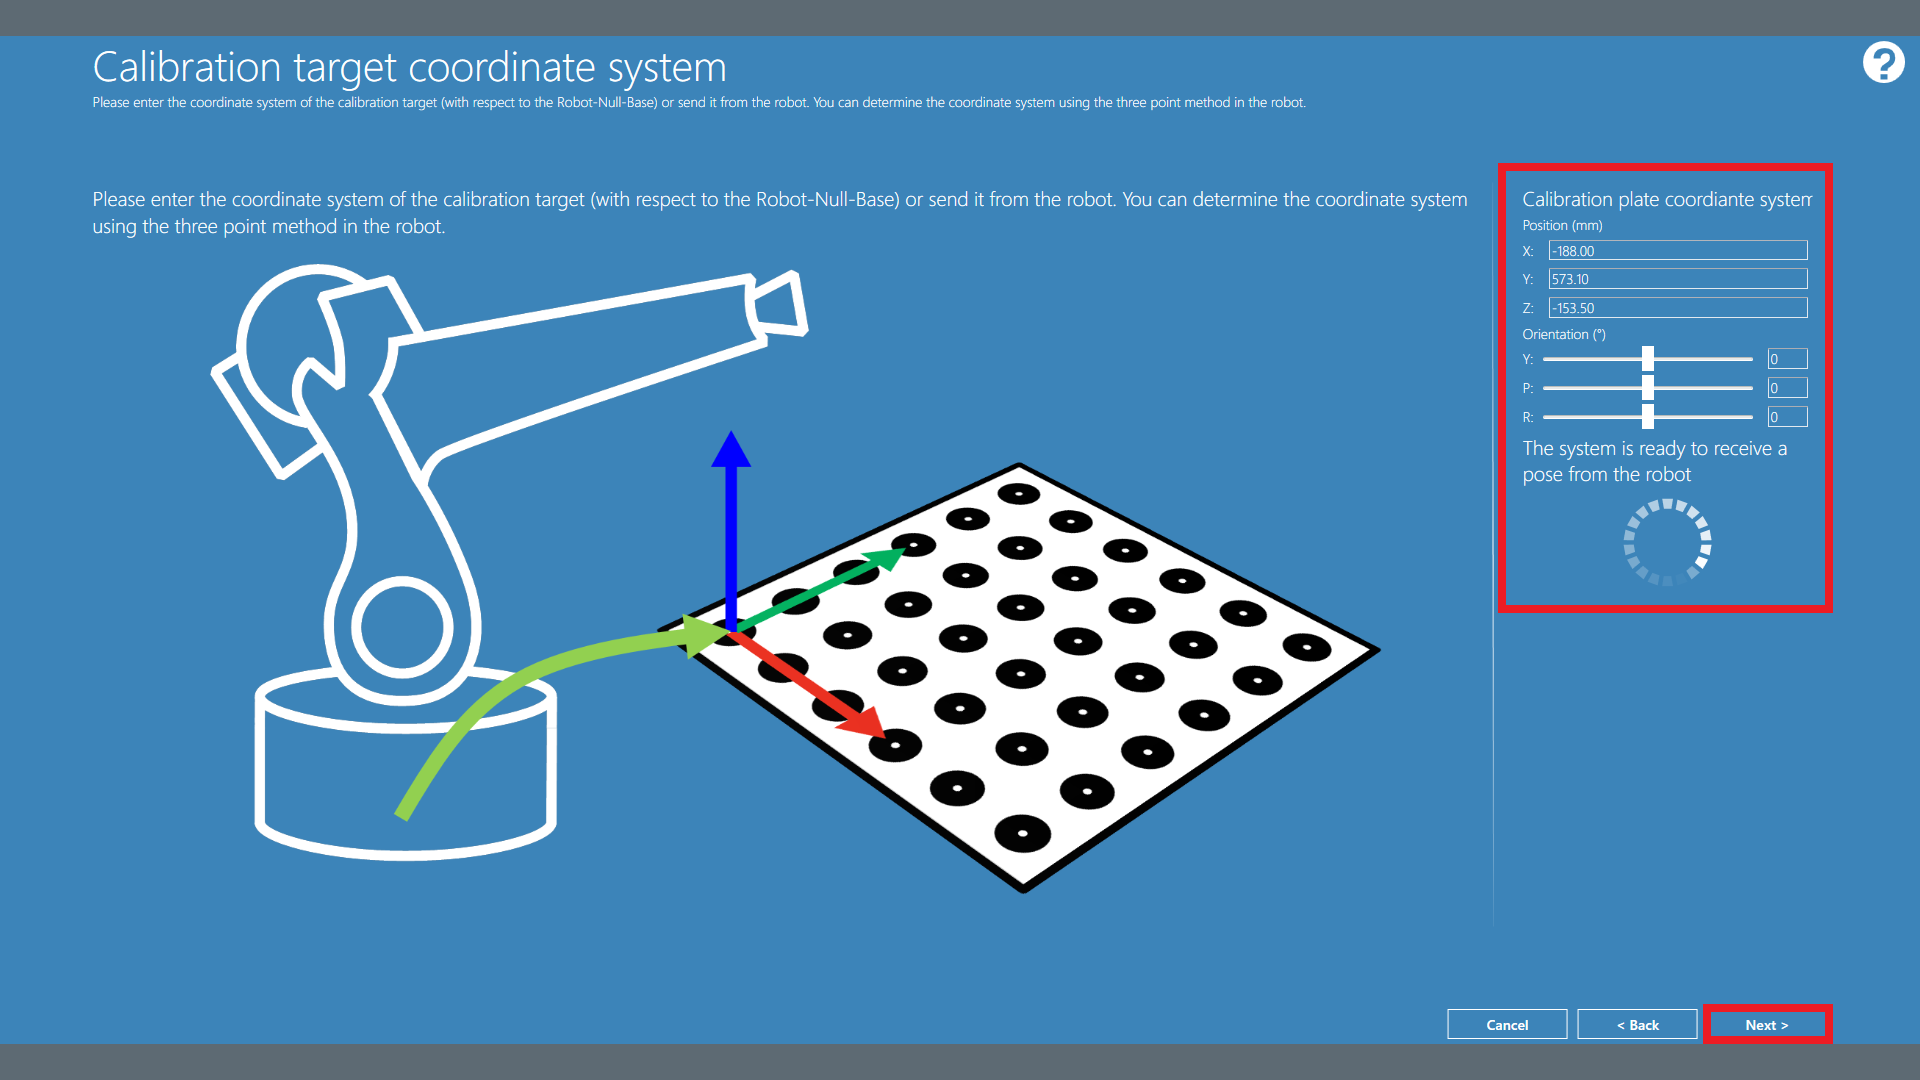 Calibration target coordinate system
Please enter the coordinate system of the calibration target (with respect to the Robot-Null-Base) or send it from the robot. You can determine the coordinate system using the three point method in the robot.
?
Please enter the coordinate system of the calibration target (with respect to the Robot-Null-Base) or send it from the robot. You can determine the coordinate system
using the three point method in the robot.
Calibration plate coordiante system
Position (mm)
X: -188.00
Y: 573.10
Z: -153.50
Orientation (°)
Y: 0
P: 0
R: 0
The system is ready to receive a
pose from the robot
Cancel
< Back
Next >